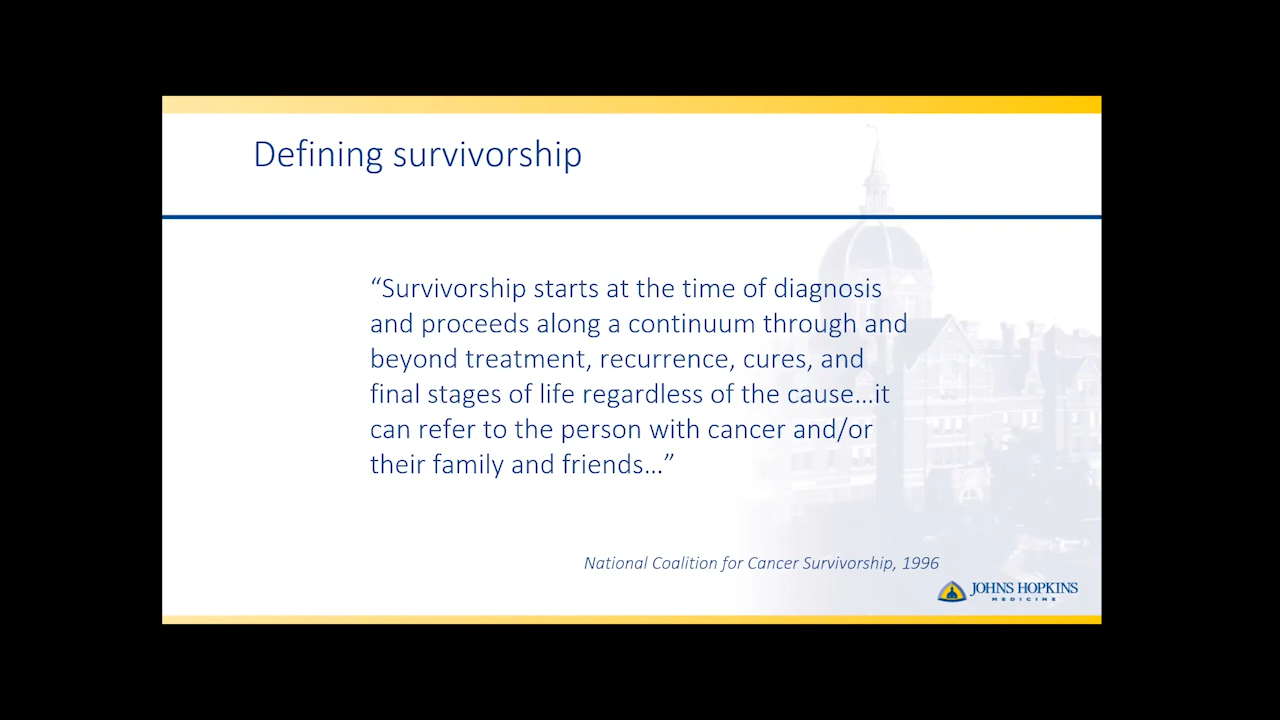 Defining survivorship
“Survivorship starts at the time of diagnosis
and proceeds along a continuum through and
beyond treatment, recurrence, cures, and
final stages of life regardless of the cause…it
can refer to the person with cancer and/or
their family and friends…”
National Coalition for Cancer Survivorship, 1996
JOHNS HOPKINS
MEDICINE